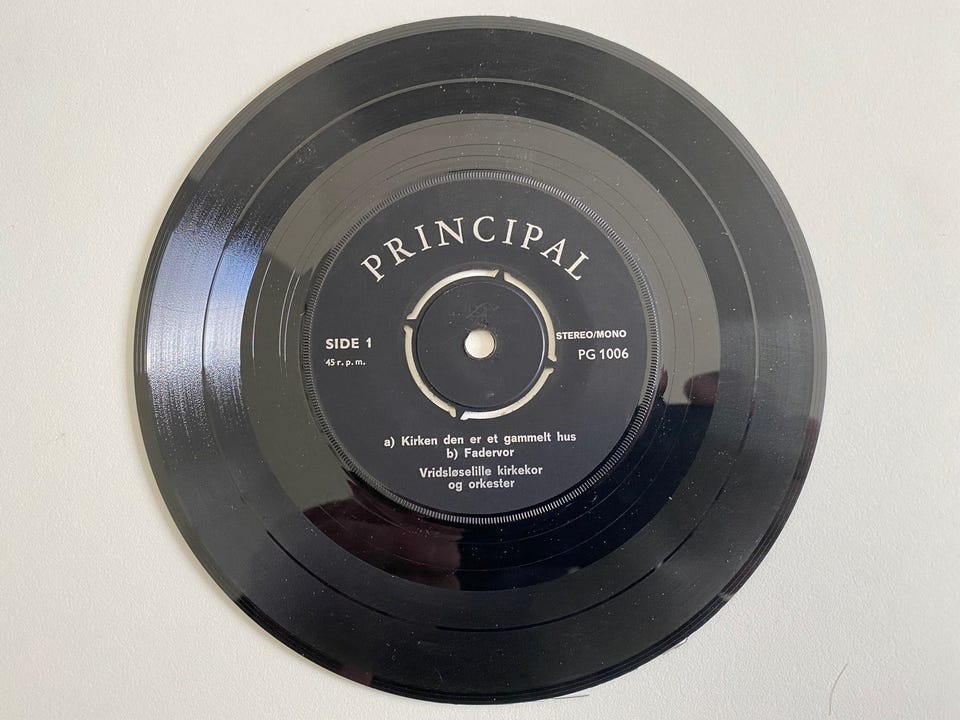 PRINCIPAL
SIDE 1
45 r. p. m.
STEREO/MONO
PG 1006
a) Kirken den er et gammelt hus
b) Fadervor
Vridsløselille kirkekor
og orkester